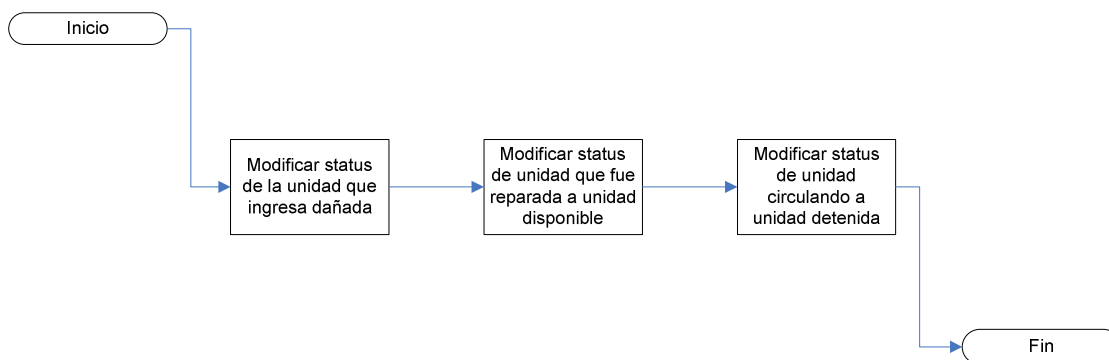 Inicio
Modificar status
de la unidad que
ingresa dañada
Modificar status
de unidad que fue
reparada a unidad
disponible
Modificar status
de unidad
circulando a
unidad detenida
Fin